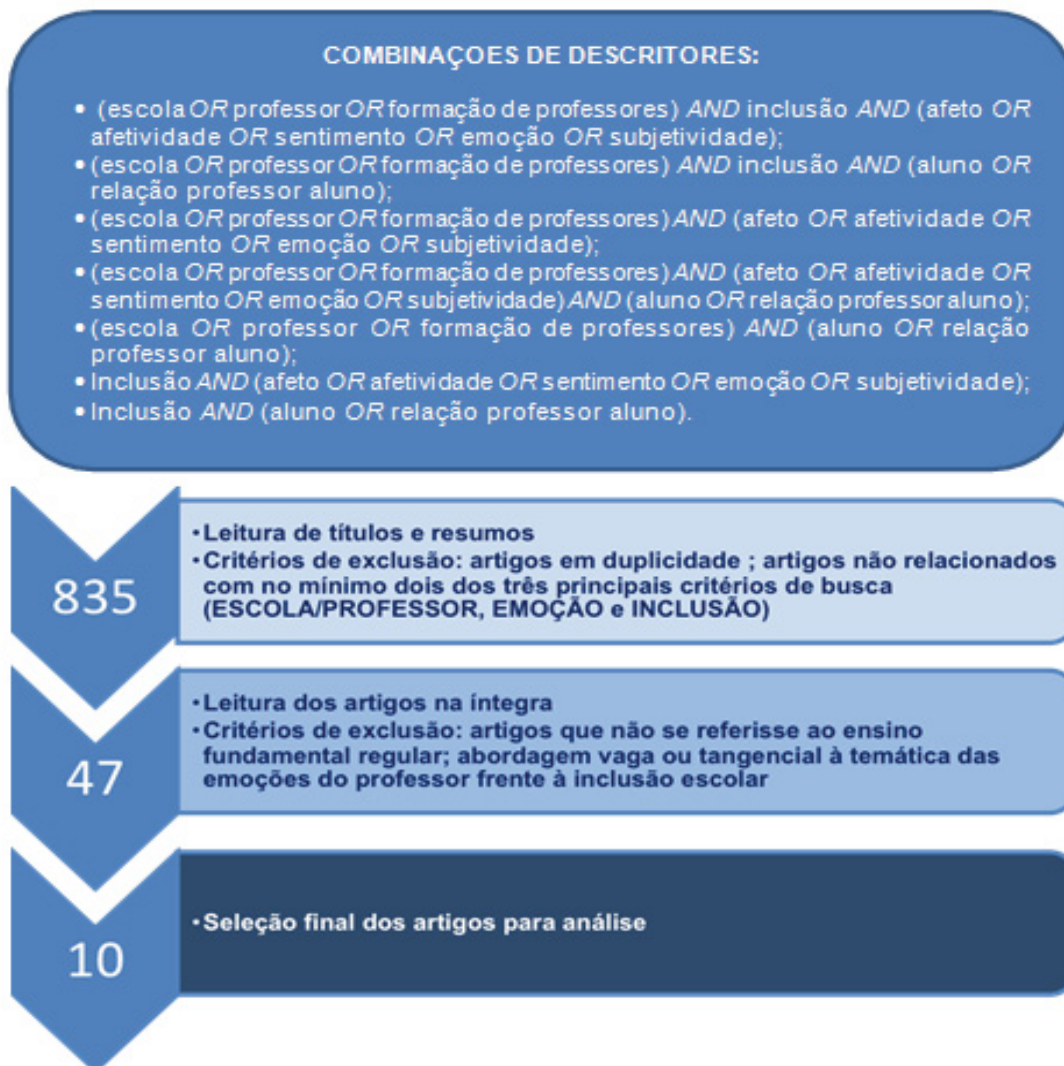 COMBINAÇOES DE DESCRITORES:
• (escola OR professor OR formação de professores) AND inclusão AND (afeto OR
afetividade OR sentimento OR emoção OR subjetividade);
• (escola OR professor OR formação de professores) AND inclusão AND (aluno OR
relação professor aluno);
• (escola OR professor OR formação de professores) AND (afeto OR afetividade OR
sentimento OR emoção OR subjetividade);
• (escola OR professor OR formação de professores) AND (afeto OR afetividade OR
sentimento OR emoção OR subjetividade) AND (aluno OR relação professor aluno);
• (escola OR professor OR formação de professores) AND (aluno OR relação
professor aluno);
• Inclusão AND (afeto OR afetividade OR sentimento OR emoção OR subjetividade);
• Inclusão AND (aluno OR relação professor aluno).
835
• Leitura de títulos e resumos
• Critérios de exclusão: artigos em duplicidade ; artigos não relacionados
com no mínimo dois dos três principais critérios de busca
(ESCOLA/PROFESSOR, EMOÇÃO e INCLUSÃO)
47
• Leitura dos artigos na íntegra
• Critérios de exclusão: artigos que não se referisse ao ensino
fundamental regular; abordagem vaga ou tangencial à temática das
emoções do professor frente à inclusão escolar
10
• Seleção final dos artigos para análise